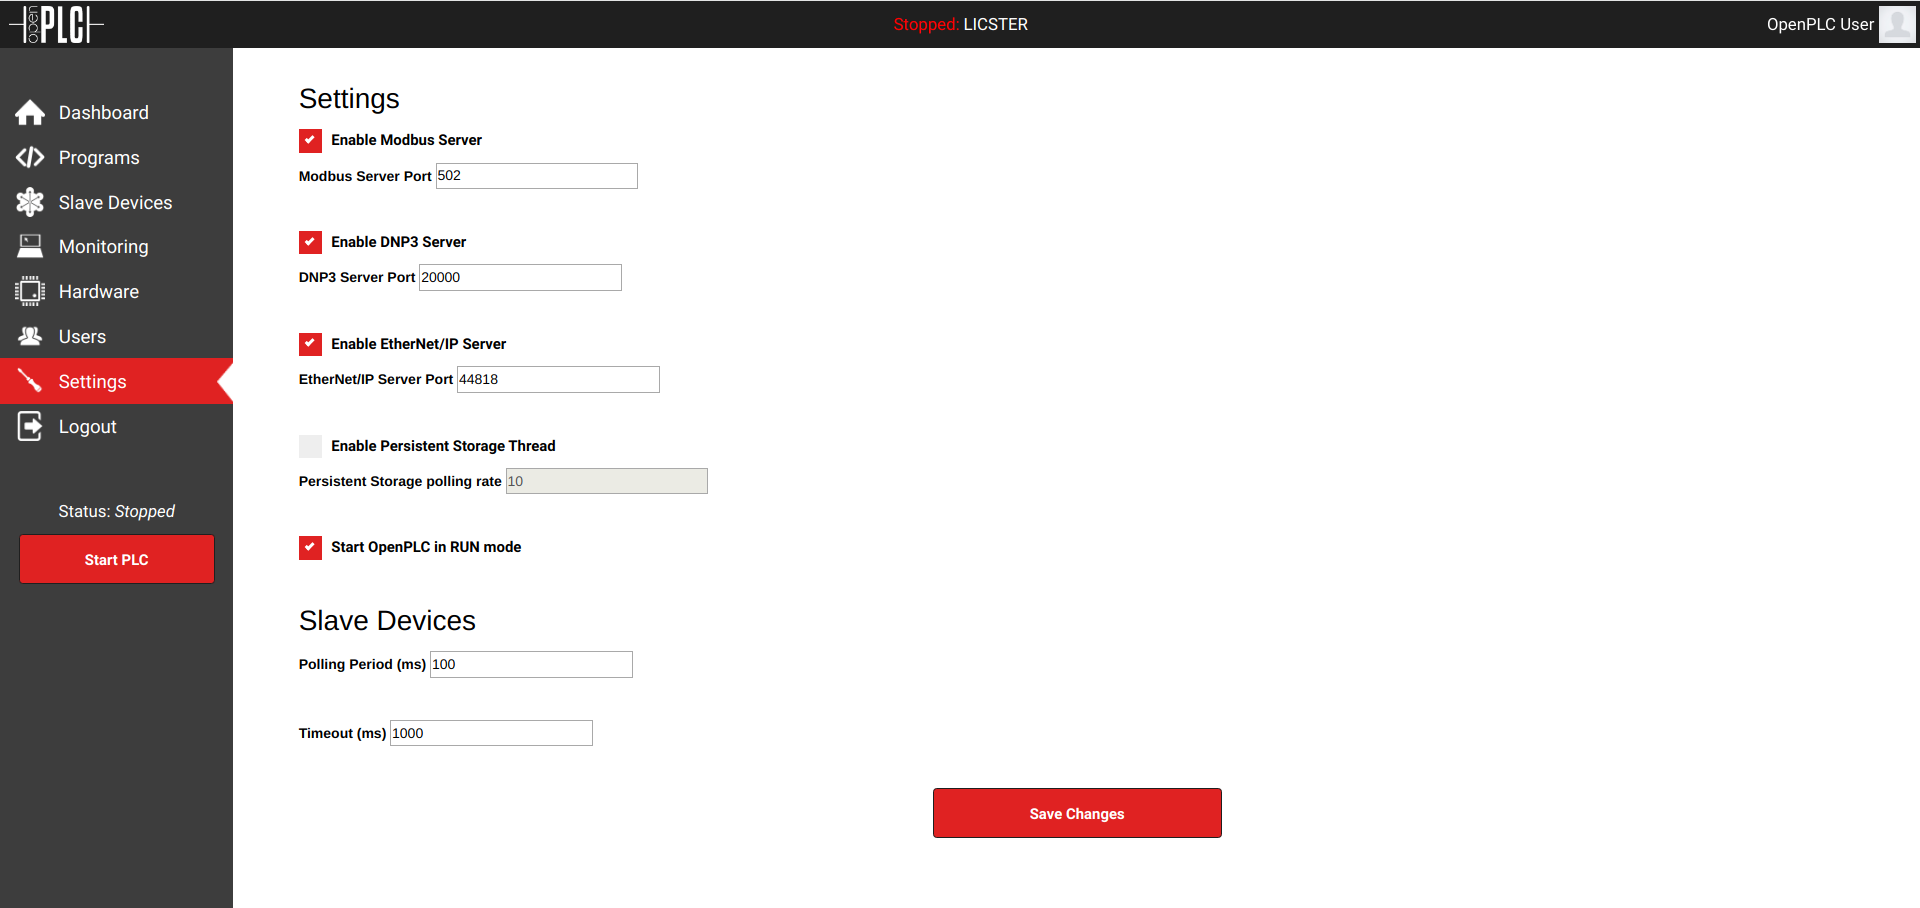 open PLC
Stopped: LICSTER
OpenPLC User
Dashboard
Programs
Slave Devices
Monitoring
Hardware
Users
Settings
Logout
Status: Stopped
Start PLC
Settings
Enable Modbus Server
Modbus Server Port 502
Enable DNP3 Server
DNP3 Server Port 20000
Enable EtherNet/IP Server
EtherNet/IP Server Port 44818
Enable Persistent Storage Thread
Persistent Storage polling rate 10
Start OpenPLC in RUN mode
Slave Devices
Polling Period (ms) 100
Timeout (ms) 1000
Save Changes